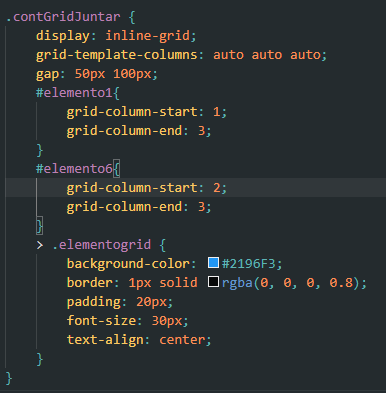 .contGridJuntar {
display: inline-grid;
grid-template-columns: auto auto auto;
gap: 50px 100px;
#elemento1{
grid-column-start: 1;
grid-column-end: 3;
}
#elemento6{
grid-column-start: 2;
grid-column-end: 3;
}
> .elementogrid {
background-color: #2196F3;
border: 1px solid rgba(0, 0, 0, 0.8);
padding: 20px;
font-size: 30px;
text-align: center;
}
}